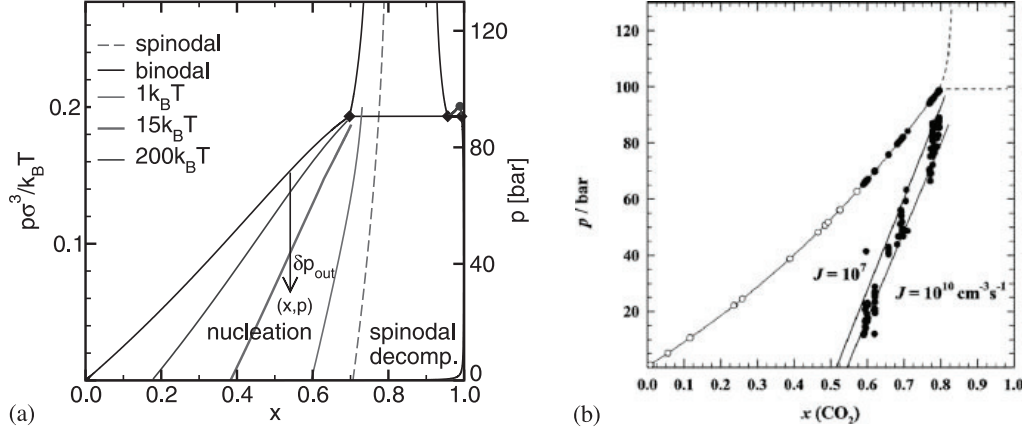 spinodal
binodal
1k_BT
15k_BT
200k_BT
pσ³/k_BT
0.2
0.1
0
0.0
0.2
0.4
0.6
0.8
1.0
x
120
80
40
0
p [bar]
δp_out
(x,p)
nucleation
spinodal
decomp.
(a)
p / bar
120
100
80
60
40
20
0.0
0.1
0.2
0.3
0.4
0.5
0.6
0.7
0.8
0.9
1.0
x (CO₂)
J = 10⁷
J = 10¹⁰ cm⁻³s⁻¹
(b)